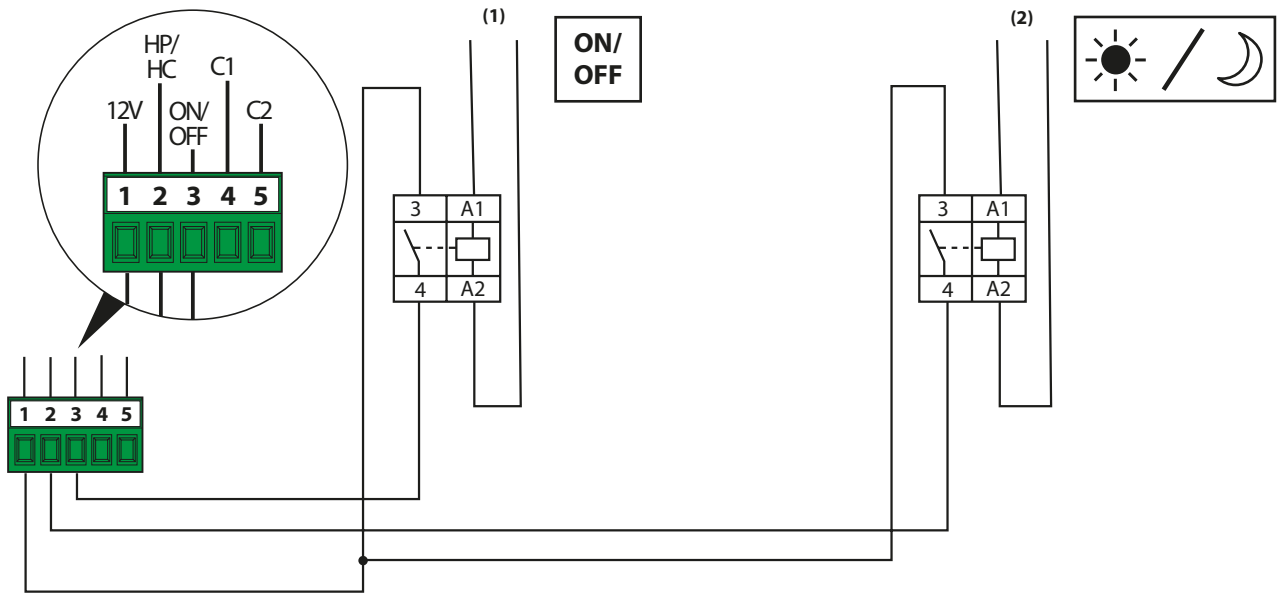 (1)
(2)
ON/
OFF
HP/
HC
C1
12V
ON/
OFF
C2
1 2 3 4 5
3 A1
4 A2
3 A1
4 A2
1 2 3 4 5